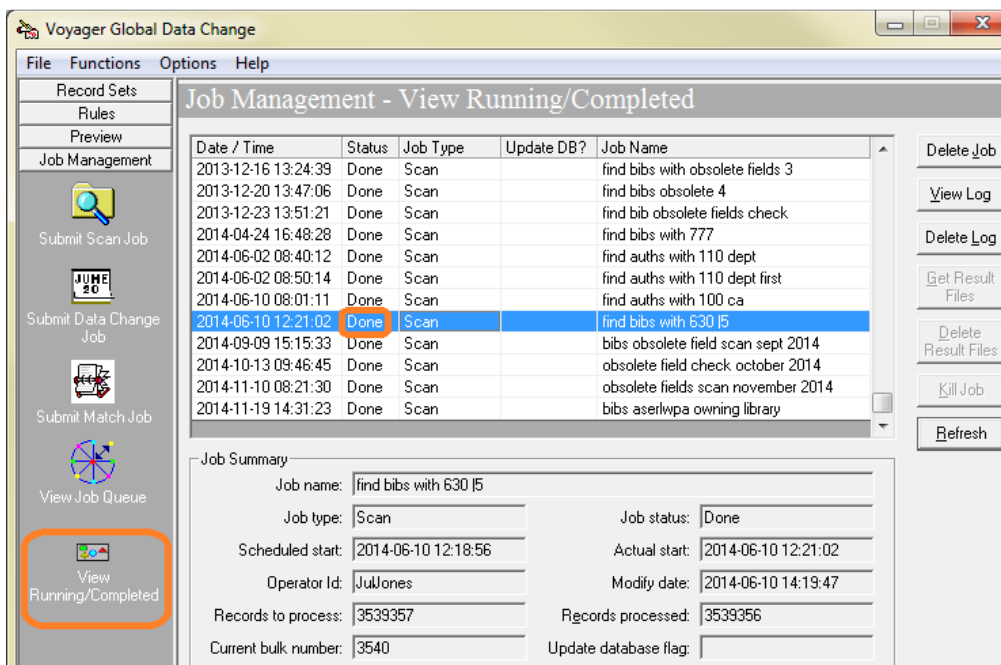 Voyager Global Data Change
File Functions Options Help
Record Sets
Rules
Preview
Job Management
Submit Scan Job
JUNE
20
Submit Data Change
Job
Submit Match Job
View Job Queue
View
Running/Completed
Job Management - View Running/Completed
Date / Time Status Job Type Update DB? Job Name
2013-12-16 13:24:39 Done Scan find bibs with obsolete fields 3
2013-12-20 13:47:06 Done Scan find bibs obsolete 4
2013-12-23 13:51:21 Done Scan find bib obsolete fields check
2014-04-24 16:48:28 Done Scan find bibs with 777
2014-06-02 08:40:12 Done Scan find auths with 110 dept
2014-06-02 08:50:14 Done Scan find auths with 110 dept first
2014-06-10 08:01:11 Done Scan find auths with 100 ca
2014-06-10 12:21:02 Done Scan find bibs with 630 |5
2014-09-09 15:15:33 Done Scan bibs obsolete field scan sept 2014
2014-10-13 09:46:45 Done Scan obsolete field check october 2014
2014-11-10 08:21:30 Done Scan obsolete fields scan november 2014
2014-11-19 14:31:23 Done Scan bibs aserlwpa owning library
Delete Job
View Log
Delete Log
Get Result
Files
Delete
Result Files
Kill Job
Refresh
Job Summary
Job name: find bibs with 630 |5
Job type: Scan Job status: Done
Scheduled start: 2014-06-10 12:18:56 Actual start: 2014-06-10 12:21:02
Operator Id: JulJones Modify date: 2014-06-10 14:19:47
Records to process: 3539357 Records processed: 3539356
Current bulk number: 3540 Update database flag: